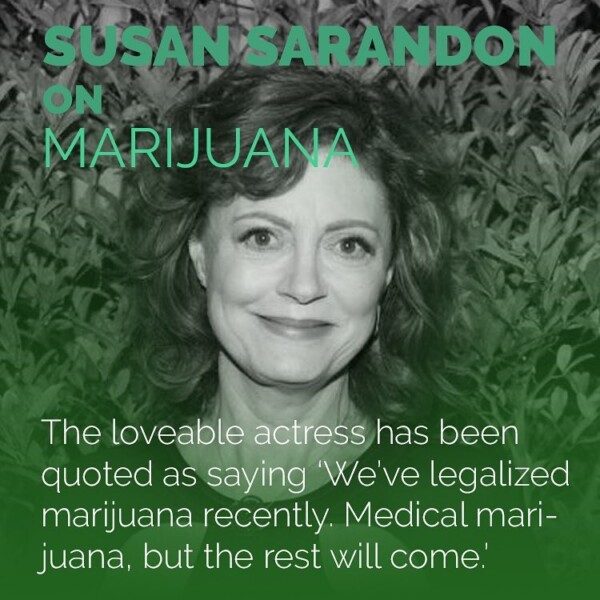 SUSAN SARANDON
ON
MARIJUANA
The loveable actress has been
quoted as saying ‘We’ve legalized
marijuana recently. Medical mari-
juana, but the rest will come.’